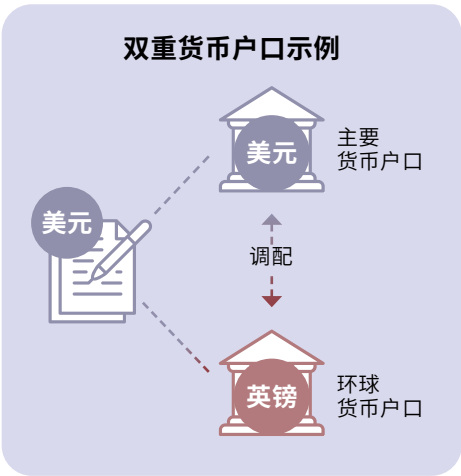 双重货币户口示例
美元
主要
货币户口
美元
调配
英镑
环球
货币户口